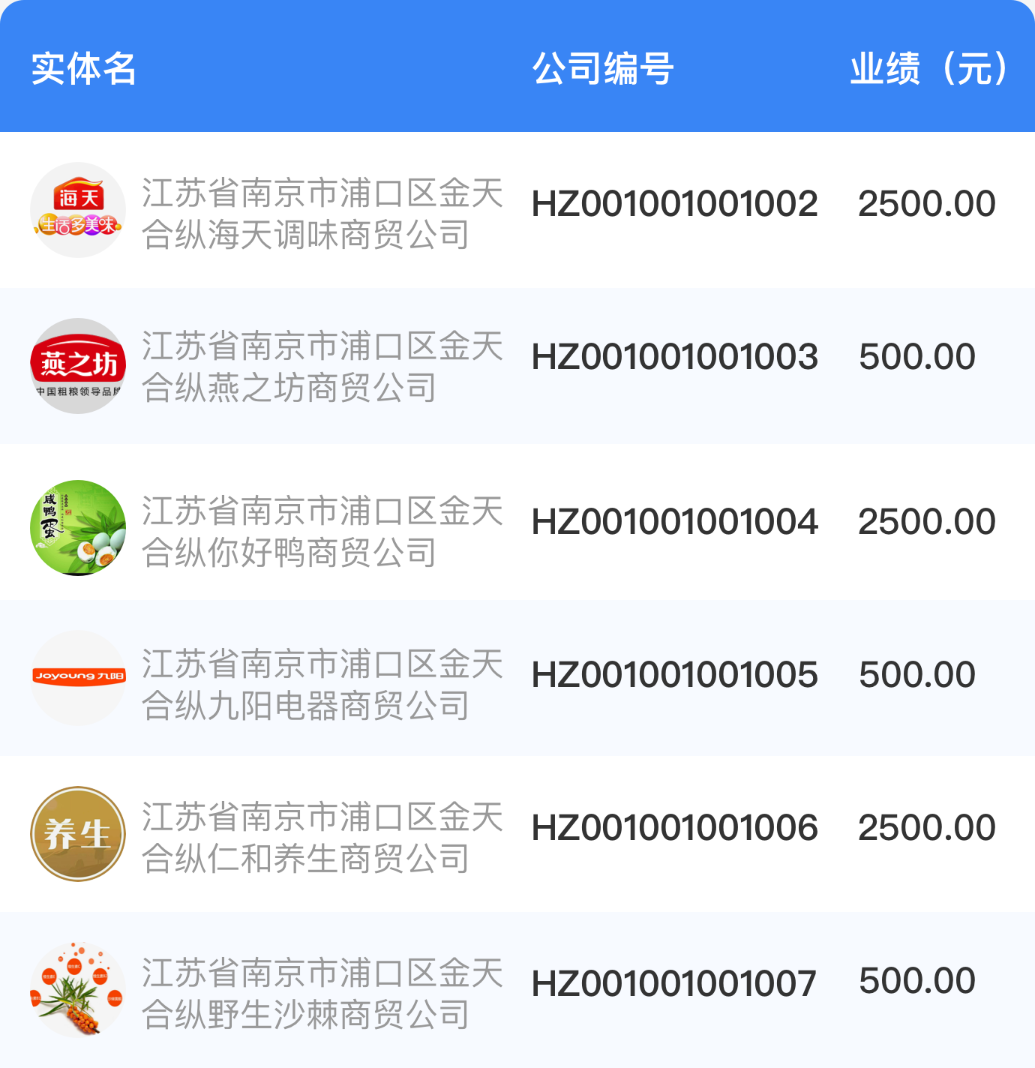 实体名 公司编号 业绩（元）
海天
生活多美味
江苏省南京市浦口区金天 HZ001001001002 2500.00
合纵海天调味商贸公司
燕之坊
中国粗粮领导品牌
江苏省南京市浦口区金天 HZ001001001003 500.00
合纵燕之坊商贸公司
咸鸭蛋
江苏省南京市浦口区金天 HZ001001001004 2500.00
合纵你好鸭商贸公司
Joyoung 九阳
江苏省南京市浦口区金天 HZ001001001005 500.00
合纵九阳电器商贸公司
养生
江苏省南京市浦口区金天 HZ001001001006 2500.00
合纵仁和养生商贸公司
江苏省南京市浦口区金天 HZ001001001007 500.00
合纵野生沙棘商贸公司